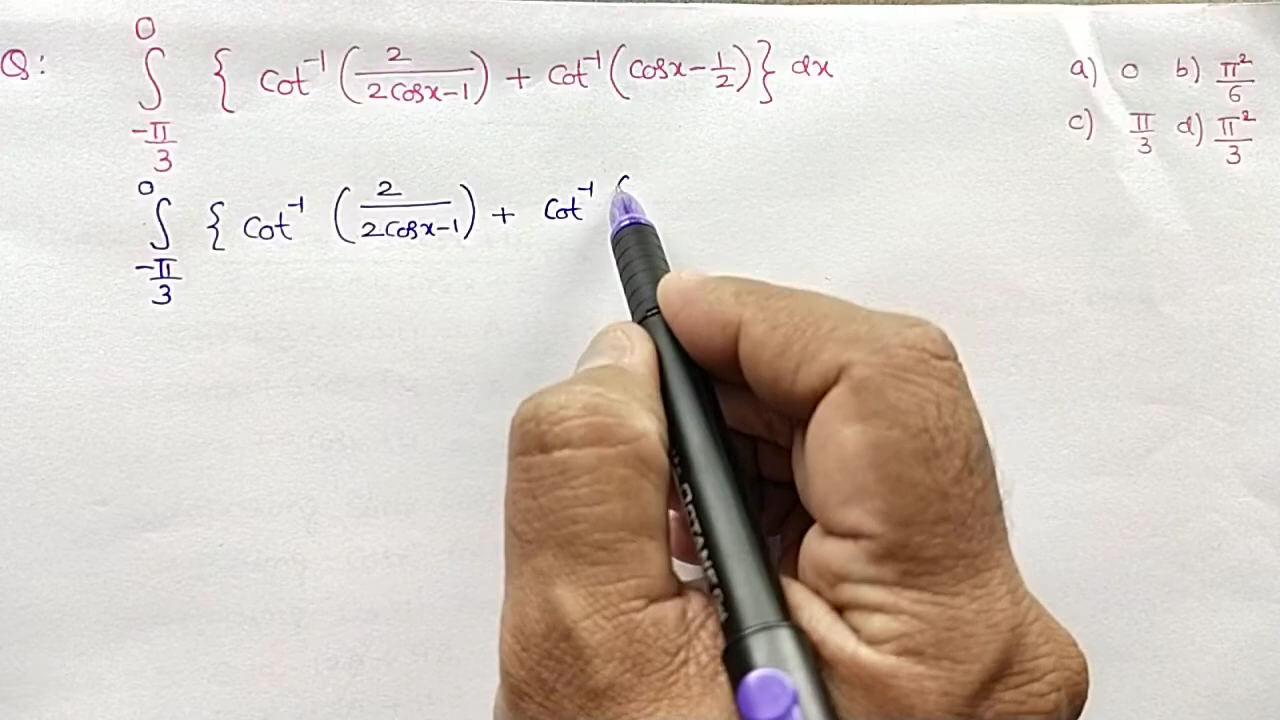 Q: ∫_{-π/3}^{0} { Cot⁻¹(2/(2Cosx-1)) + Cot⁻¹(Cosx-1/2)} dx
a) 0 b) π²/6
c) π/3 d) π²/3
∫_{-π/3}^{0} { Cot⁻¹ (2/(2Cosx-1)) + Cot⁻¹ (